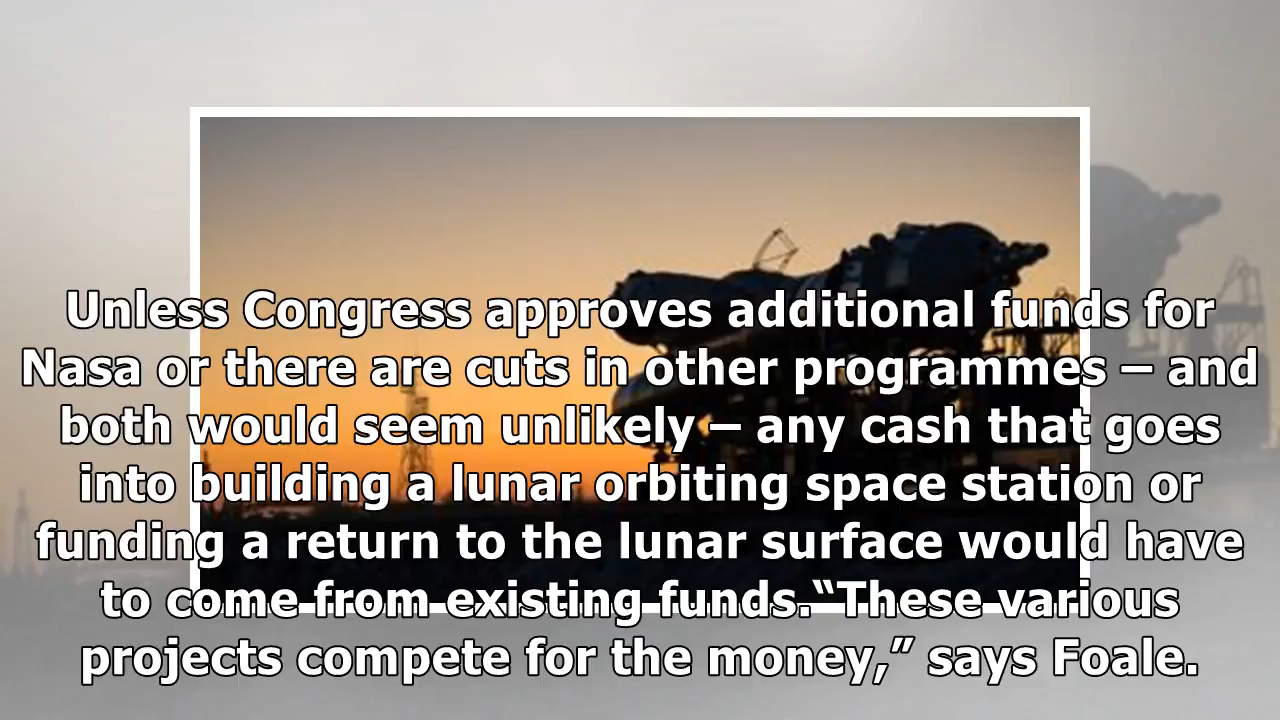 Unless Congress approves additional funds for
Nasa or there are cuts in other programmes – and
both would seem unlikely – any cash that goes
into building a lunar orbiting space station or
funding a return to the lunar surface would have
to come from existing funds.“These various
projects compete for the money,” says Foale.